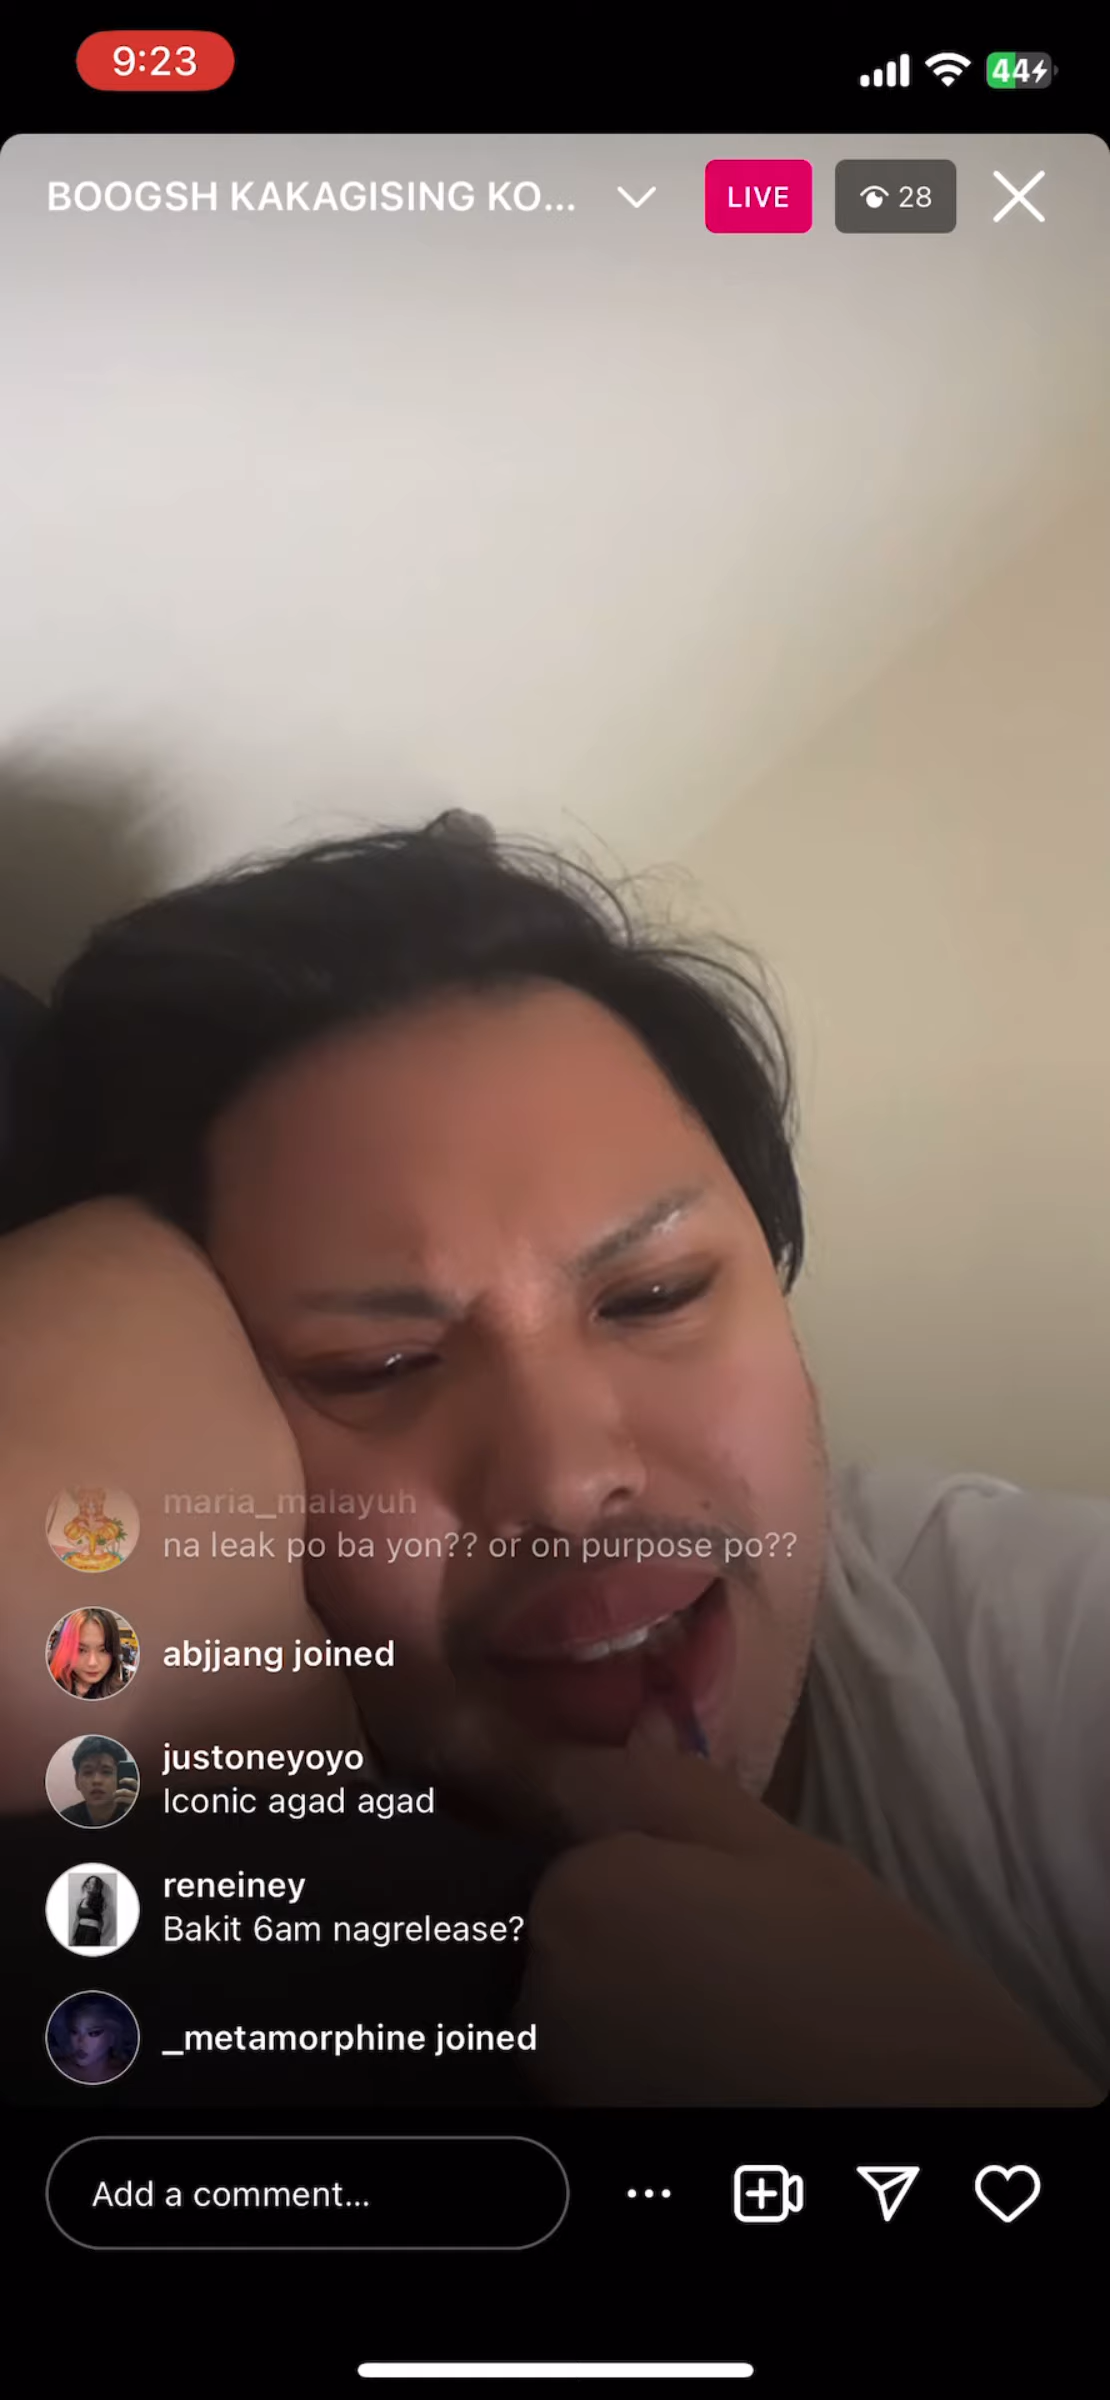 9:23
44
BOOGSH KAKAGISING KO...
LIVE
28
maria_malayuh
na leak po ba yon?? or on purpose po??
abjjang joined
justoneyoyo
Iconic agad agad
reneiney
Bakit 6am nagrelease?
_metamorphine joined
Add a comment...